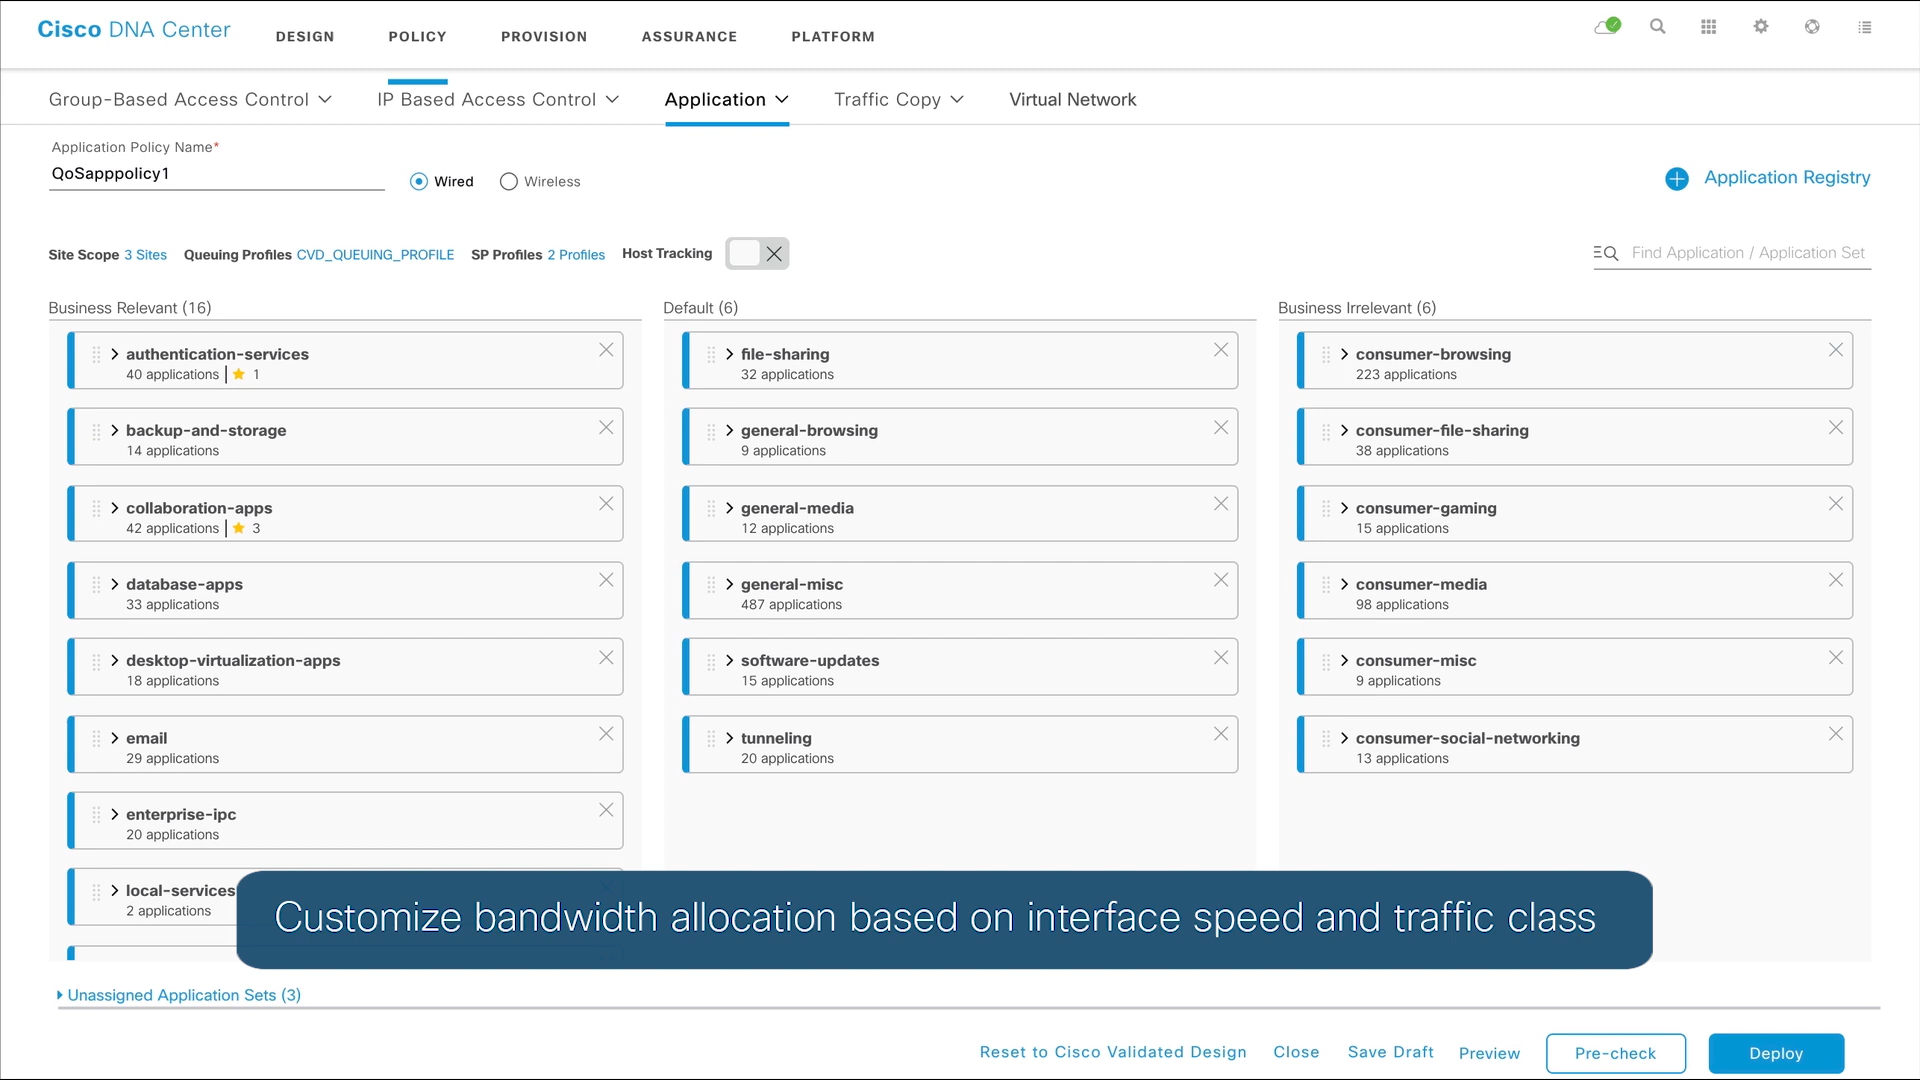 Cisco DNA Center
DESIGN
POLICY
PROVISION
ASSURANCE
PLATFORM
Group-Based Access Control
IP Based Access Control
Application
Traffic Copy
Virtual Network
Application Policy Name*
QoSapppolicy1
Wired
Wireless
Application Registry
Site Scope 3 Sites
Queuing Profiles CVD_QUEUING_PROFILE
SP Profiles 2 Profiles
Host Tracking
Find Application / Application Set
Business Relevant (16)
authentication-services
40 applications | 1
backup-and-storage
14 applications
collaboration-apps
42 applications | 3
database-apps
33 applications
desktop-virtualization-apps
18 applications
email
29 applications
enterprise-ipc
20 applications
local-services
2 applications
Default (6)
file-sharing
32 applications
general-browsing
9 applications
general-media
12 applications
general-misc
487 applications
software-updates
15 applications
tunneling
20 applications
Business Irrelevant (6)
consumer-browsing
223 applications
consumer-file-sharing
38 applications
consumer-gaming
15 applications
consumer-media
98 applications
consumer-misc
9 applications
consumer-social-networking
13 applications
Customize bandwidth allocation based on interface speed and traffic class
Unassigned Application Sets (3)
Reset to Cisco Validated Design
Close
Save Draft
Preview
Pre-check
Deploy